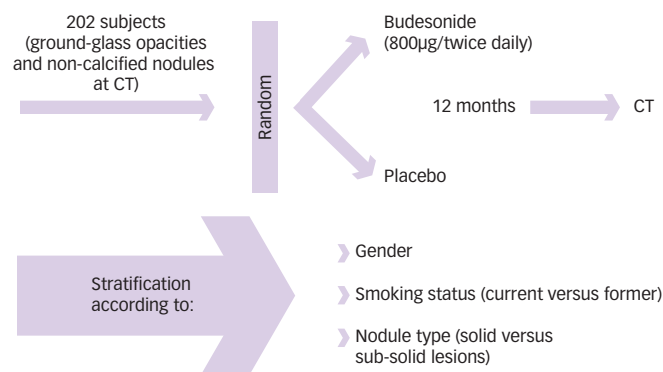 202 subjects
(ground-glass opacities
and non-calcified nodules
at CT)
Random
Budesonide
(800µg/twice daily)
12 months
CT
Placebo
Stratification
according to:
Gender
Smoking status (current versus former)
Nodule type (solid versus
sub-solid lesions)